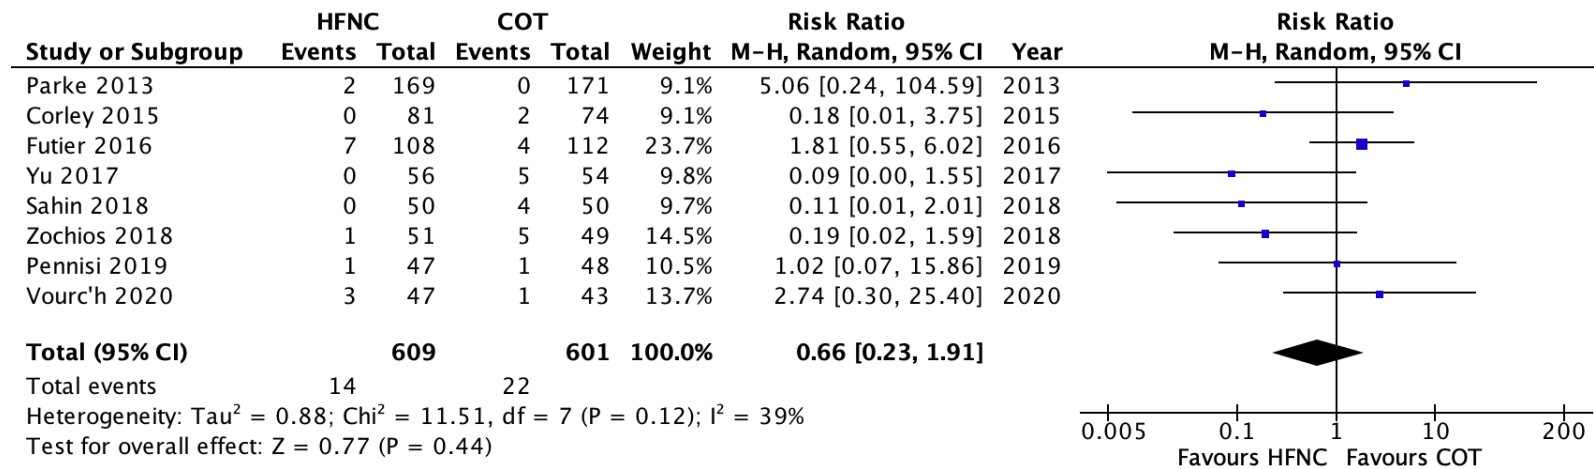 HFNC COT Risk Ratio Risk Ratio
Study or Subgroup Events Total Events Total Weight M-H, Random, 95% CI Year M-H, Random, 95% CI
Parke 2013 2 169 0 171 9.1% 5.06 [0.24, 104.59] 2013
Corley 2015 0 81 2 74 9.1% 0.18 [0.01, 3.75] 2015
Futier 2016 7 108 4 112 23.7% 1.81 [0.55, 6.02] 2016
Yu 2017 0 56 5 54 9.8% 0.09 [0.00, 1.55] 2017
Sahin 2018 0 50 4 50 9.7% 0.11 [0.01, 2.01] 2018
Zochios 2018 1 51 5 49 14.5% 0.19 [0.02, 1.59] 2018
Pennisi 2019 1 47 1 48 10.5% 1.02 [0.07, 15.86] 2019
Vourc'h 2020 3 47 1 43 13.7% 2.74 [0.30, 25.40] 2020
Total (95% CI) 609 601 100.0% 0.66 [0.23, 1.91]
Total events 14 22
Heterogeneity: Tau² = 0.88; Chi² = 11.51, df = 7 (P = 0.12); I² = 39%
Test for overall effect: Z = 0.77 (P = 0.44)
0.005 0.1 1 10 200
Favours HFNC Favours COT